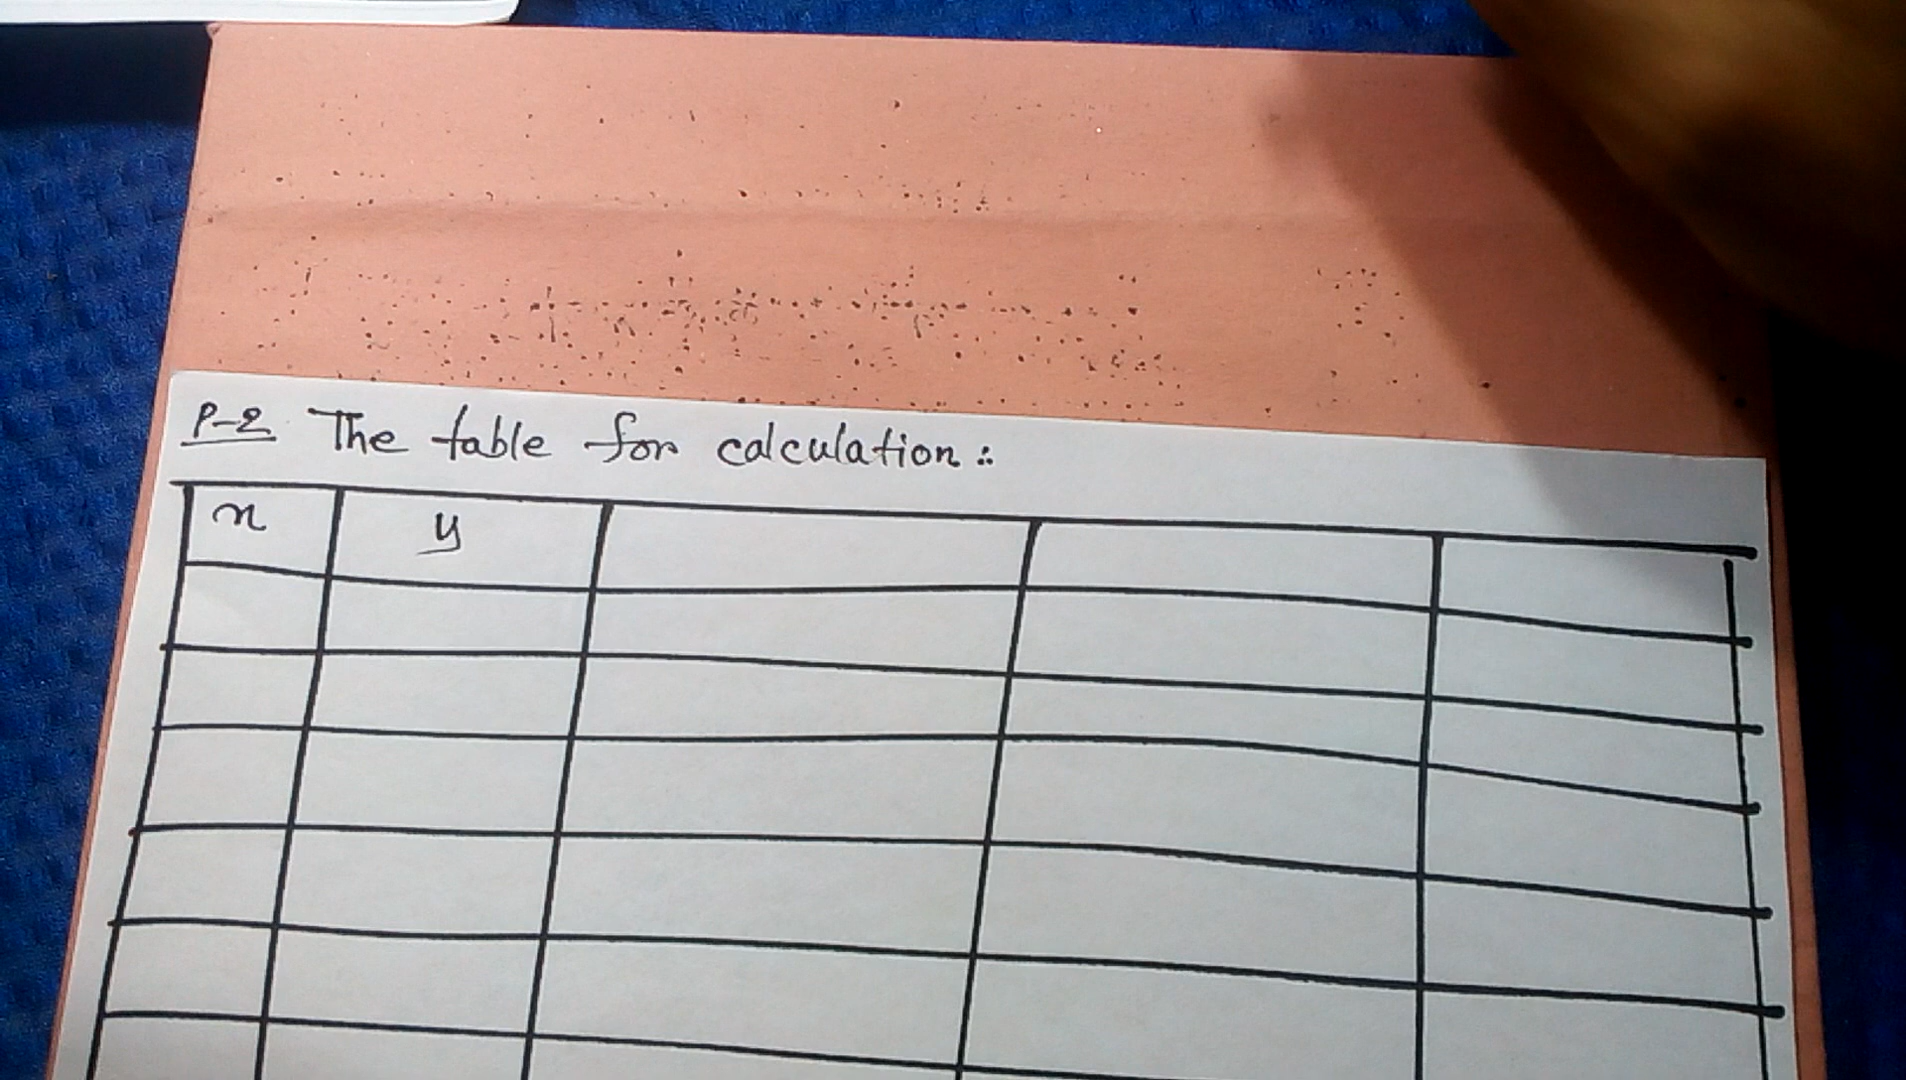 P-2 The table for calculation :.
x y